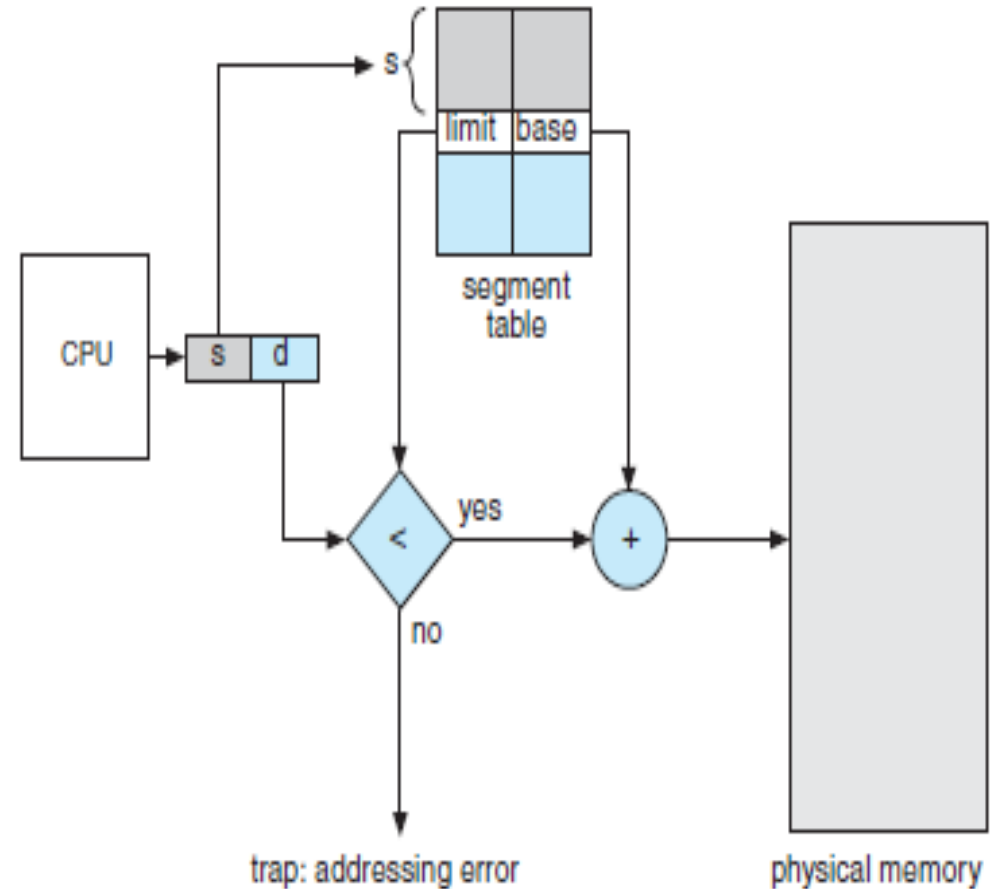 s
limit base
segment
table
CPU
s d
<
yes
+
no
trap: addressing error
physical memory